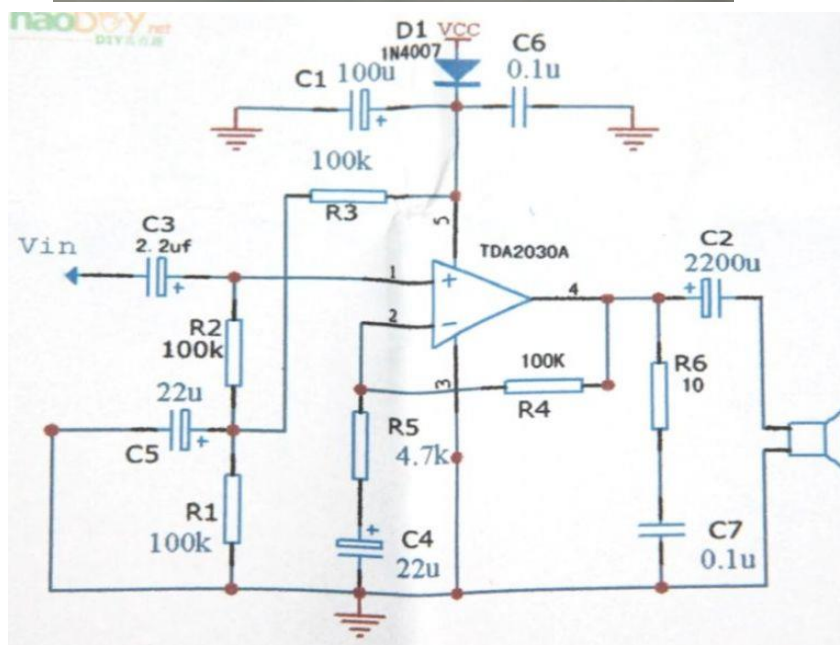 naoDiY.net
D1 VCC
1N4007
C6
0.1u
C1 100u
+
100k
R3
5
C3
2.2uf
Vin
+
1
+
TDA2030A
4
C2
2200u
+
2
−
R2
100k
22u
C5
+
3
100K
R4
R6
10
R5
4.7k
R1
100k
+
C4
22u
C7
0.1u